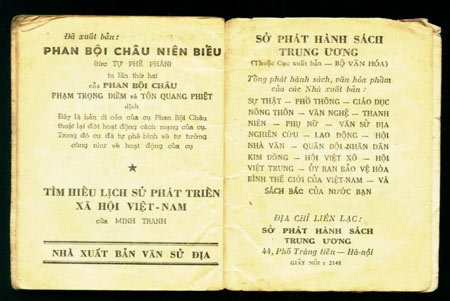 Đã xuất bản:
PHAN BỘI CHÂU NIÊN BIỂU
(tức TỰ PHÊ PHÁN)
in lần thứ hai
của PHAN BỘI CHÂU
PHẠM TRỌNG ĐIỀM và TÔN QUANG PHIỆT
dịch
Đây là bản di cảo của cụ Phan Bội Châu
thuật lại đời hoạt động cách mạng của cụ.
Trong đó cụ đã tự phê bình về tư tưởng
cũng như về hoạt động của cụ
★
TÌM HIỂU LỊCH SỬ PHÁT TRIỂN
XÃ HỘI VIỆT-NAM
của MINH TRANH
NHÀ XUẤT BẢN VĂN SỬ ĐỊA
SỞ PHÁT HÀNH SÁCH
TRUNG ƯƠNG
(Thuộc Cục xuất bản — BỘ VĂN HÓA)
Tổng phát hành sách, văn hóa phẩm
của các Nhà xuất bản:
SỰ THẬT — PHỔ THÔNG — GIÁO DỤC
NÔNG THÔN — VĂN NGHỆ — THANH
NIÊN — PHỤ NỮ — VĂN SỬ ĐỊA
NGHIÊN CỨU — LAO ĐỘNG — HỘI
NHÀ VĂN — QUÂN ĐỘI NHÂN DÂN
KIM ĐỒNG — HỘI VIỆT XÔ — HỘI
VIỆT TRUNG — ỦY BAN BẢO VỆ HÒA
BÌNH THẾ GIỚI CỦA VIỆT-NAM — VÀ
SÁCH BÁC CỦA NƯỚC BẠN
ĐỊA CHỈ LIÊN LẠC:
SỞ PHÁT HÀNH SÁCH
TRUNG ƯƠNG
44, Phố Tràng tiền — Hà-nội
GIÂY NÓI: 2148